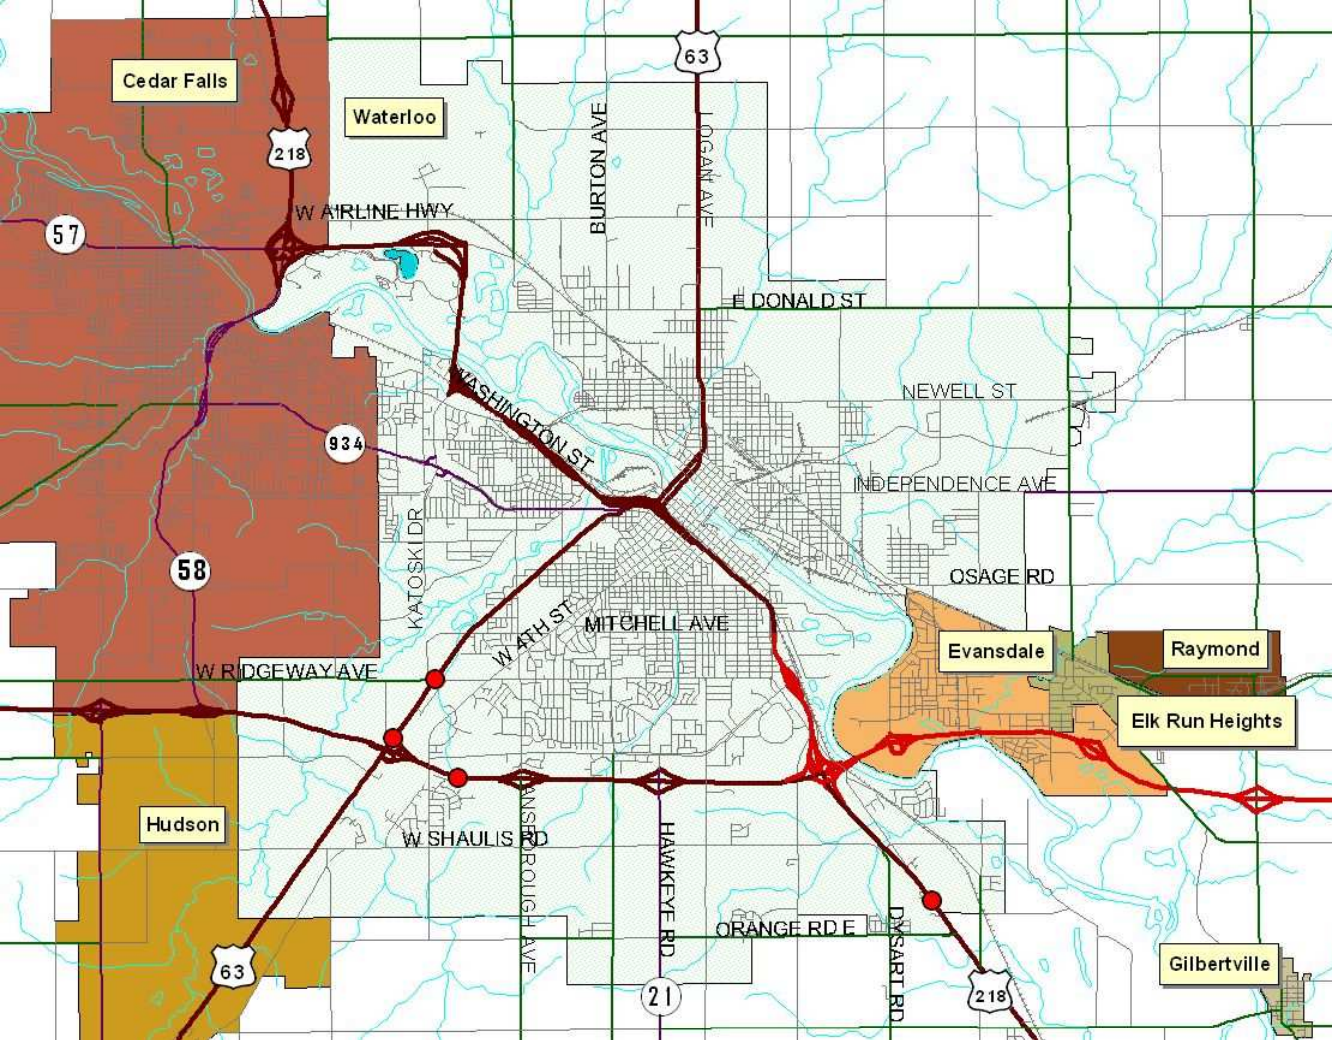 63
Cedar Falls
Waterloo
BURTON AVE
LOGAN AVE
218
W AIRLINE HWY
57
E DONALD ST
WASHINGTON ST
NEWELL ST
934
INDEPENDENCE AVE
KATOSKI DR
58
OSAGE RD
W 4TH ST
MITCHELL AVE
Evansdale
Raymond
W RIDGEWAY AVE
Elk Run Heights
Hudson
W SHAULIS RD
ANSBOROUGH AVE
HAWKEYE RD
ORANGE RD E
DYSART RD
63
Gilbertville
21
218